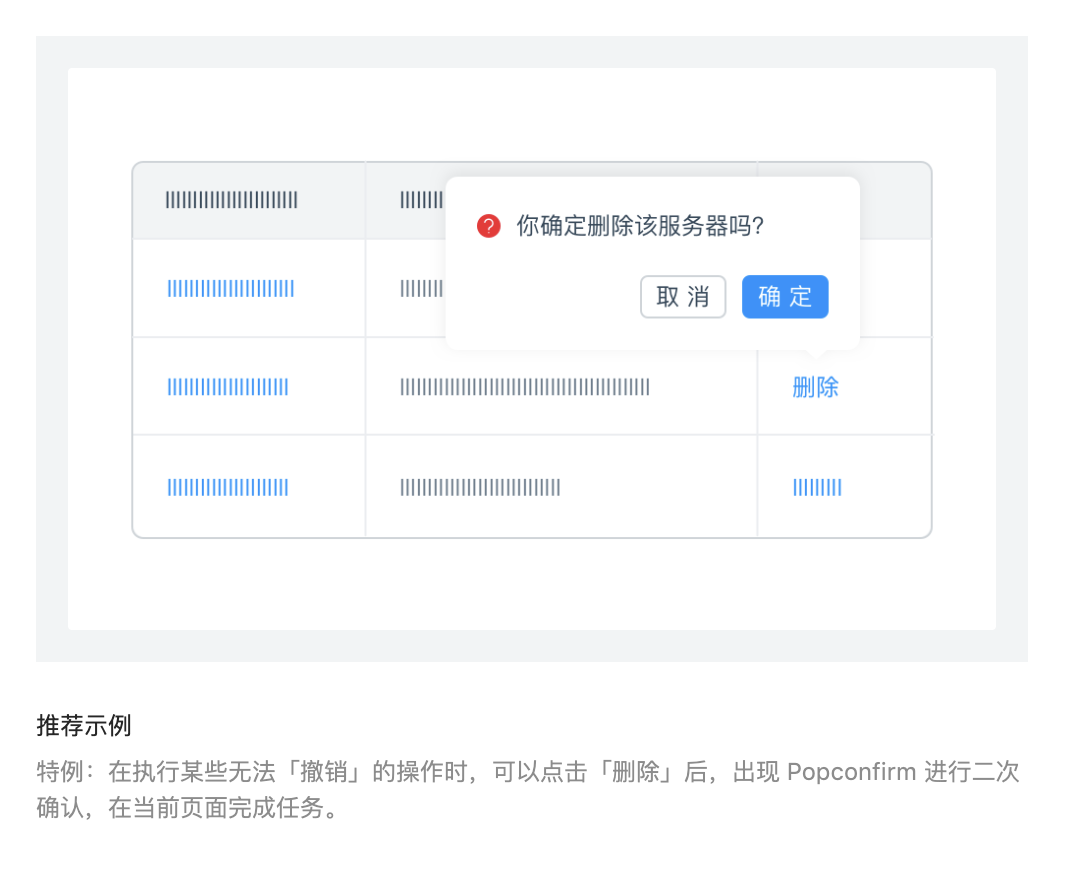 你确定删除该服务器吗?
取 消
确 定
删除
推荐示例
特例：在执行某些无法「撤销」的操作时，可以点击「删除」后，出现 Popconfirm 进行二次
确认，在当前页面完成任务。